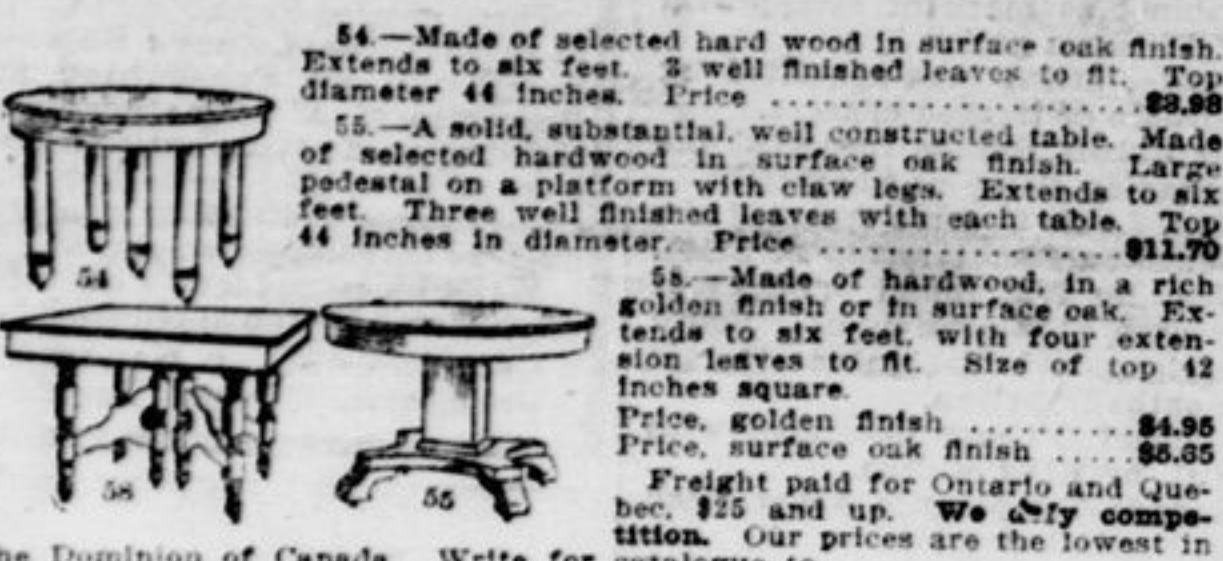 54.—Made of selected hard wood in surface oak finish.
Extends to six feet. 3 well finished leaves to fit. Top
diameter 44 inches. Price ....................
55.—A solid, substantial, well constructed table. Made
of selected hardwood in surface oak finish. Large
pedestal on a platform with claw legs. Extends to six
feet. Three well finished leaves with each table. Top
44 inches in diameter. Price .................$11.70
54
58.—Made of hardwood, in a rich
golden finish or in surface oak. Ex-
tends to six feet, with four exten-
sion leaves to fit. Size of top 42
inches square.
Price, golden finish ..........$4.95
Price, surface oak finish .....
58
55
Freight paid for Ontario and Que-
bec, $25 and up. We defy compe-
tition. Our prices are the lowest in
the Dominion of Canada. Write for catalogue to